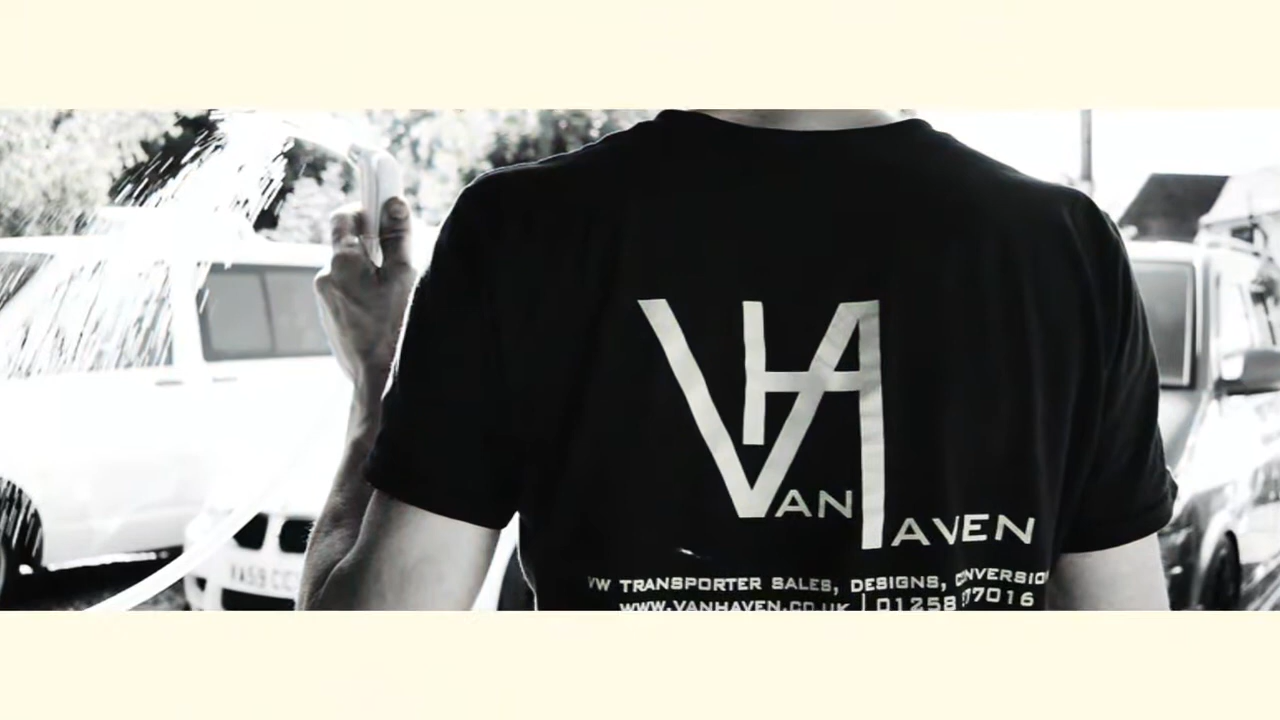 VAN HAVEN
VW TRANSPORTER SALES, DESIGNS,
WWW.VANHAVEN.CO.UK | 01258